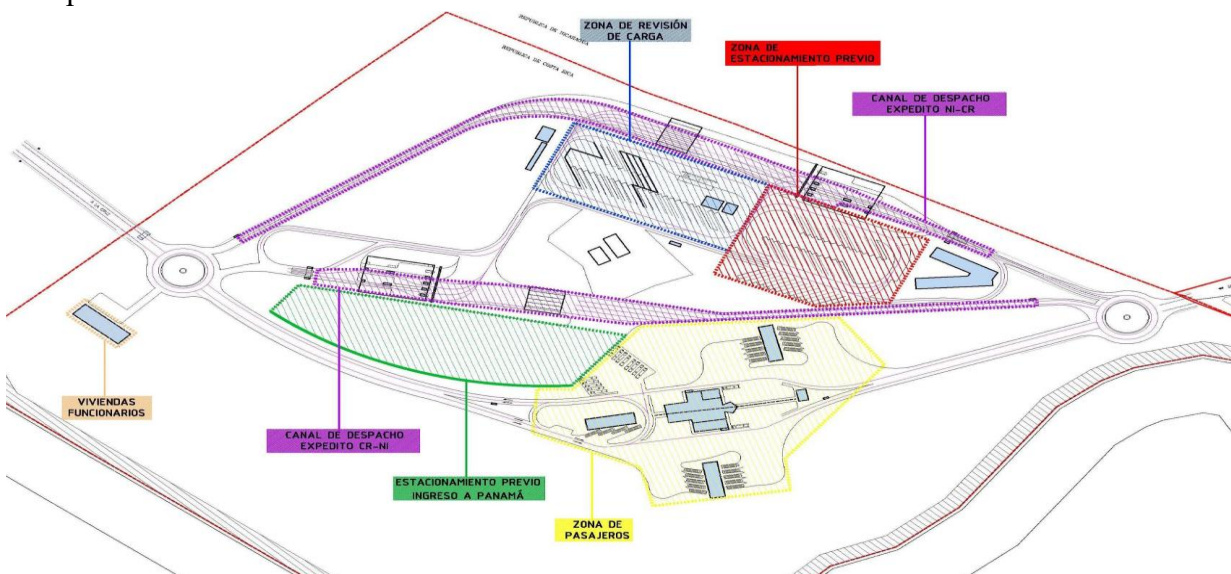 REPUBLICA DE NICARAGUA
REPUBLICA DE COSTA RICA
ZONA DE REVISIÓN
DE CARGA
ZONA DE
ESTACIONAMIENTO PREVIO
CANAL DE DESPACHO
EXPEDITO NI-CR
VIVIENDAS
FUNCIONARIOS
CANAL DE DESPACHO
EXPEDITO CR-NI
ESTACIONAMIENTO PREVIO
INGRESO A PANAMÁ
ZONA DE
PASAJEROS